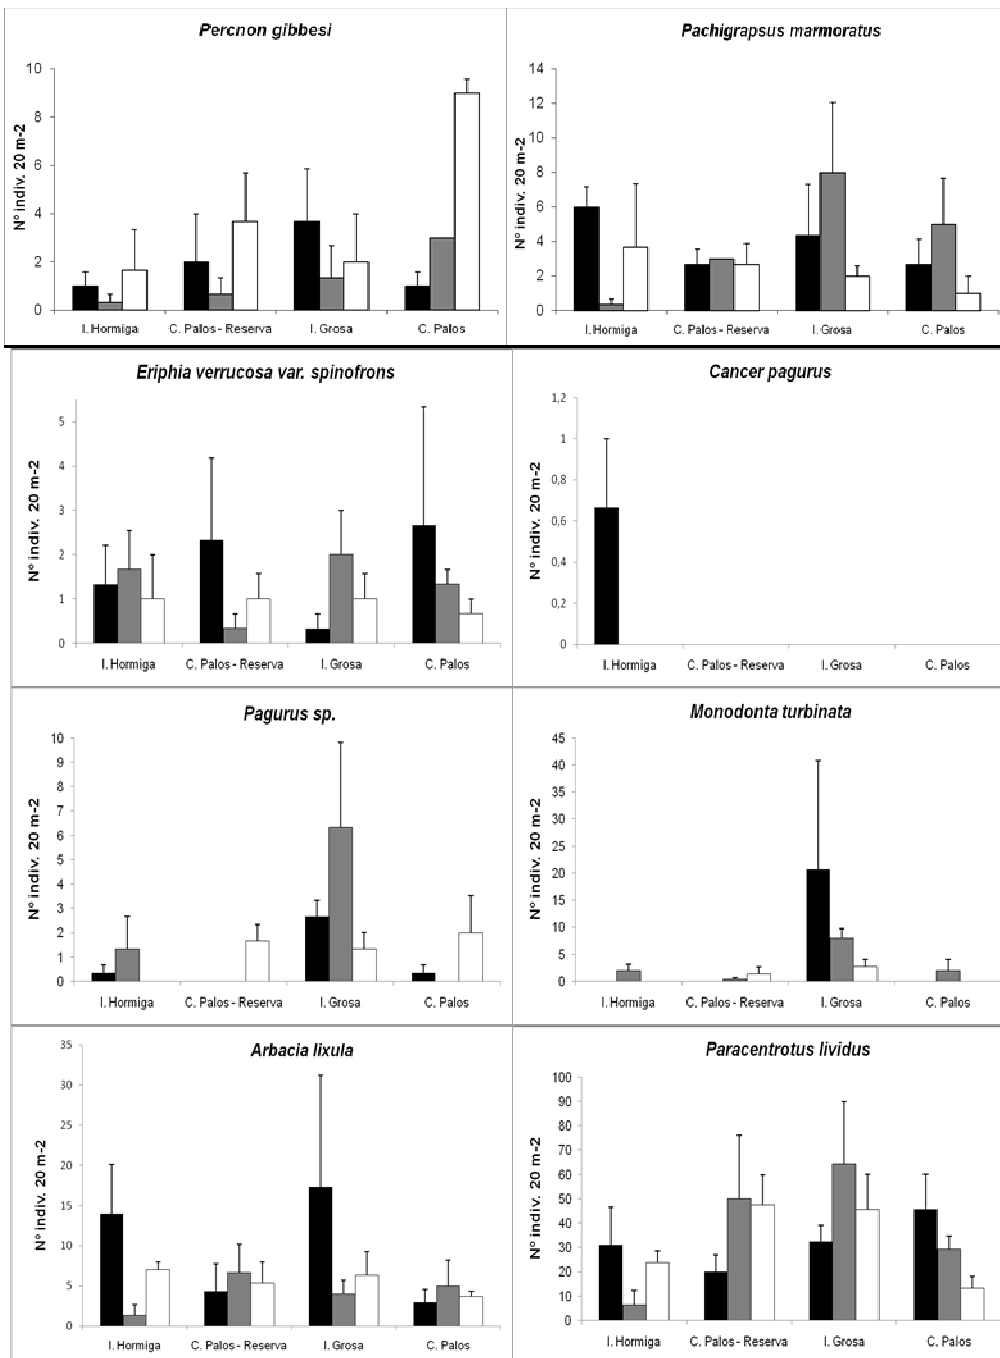 Percnon gibbesi
Nº indiv. 20 m-2
10
8
6
4
2
0
I. Hormiga C. Palos - Reserva I. Grosa C. Palos
Pachigrapsus marmoratus
Nº indiv. 20 m-2
14
12
10
8
6
4
2
0
I. Hormiga C. Palos - Reserva I. Grosa C. Palos
Eriphia verrucosa var. spinofrons
Nº indiv. 20 m-2
5
4
3
2
1
0
I. Hormiga C. Palos - Reserva I. Grosa C. Palos
Cancer pagurus
Nº indiv. 20 m-2
1,2
1
0,8
0,6
0,4
0,2
0
I. Hormiga C. Palos - Reserva I. Grosa C. Palos
Pagurus sp.
Nº indiv. 20 m-2
10
9
8
7
6
5
4
3
2
1
0
I. Hormiga C. Palos - Reserva I. Grosa C. Palos
Monodonta turbinata
Nº indiv. 20 m-2
45
40
35
30
25
20
15
10
5
0
I. Hormiga C. Palos - Reserva I. Grosa C. Palos
Arbacia lixula
Nº indiv. 20 m-2
35
30
25
20
15
10
5
0
I. Hormiga C. Palos - Reserva I. Grosa C. Palos
Paracentrotus lividus
Nº indiv. 20 m-2
100
90
80
70
60
50
40
30
20
10
0
I. Hormiga C. Palos - Reserva I. Grosa C. Palos